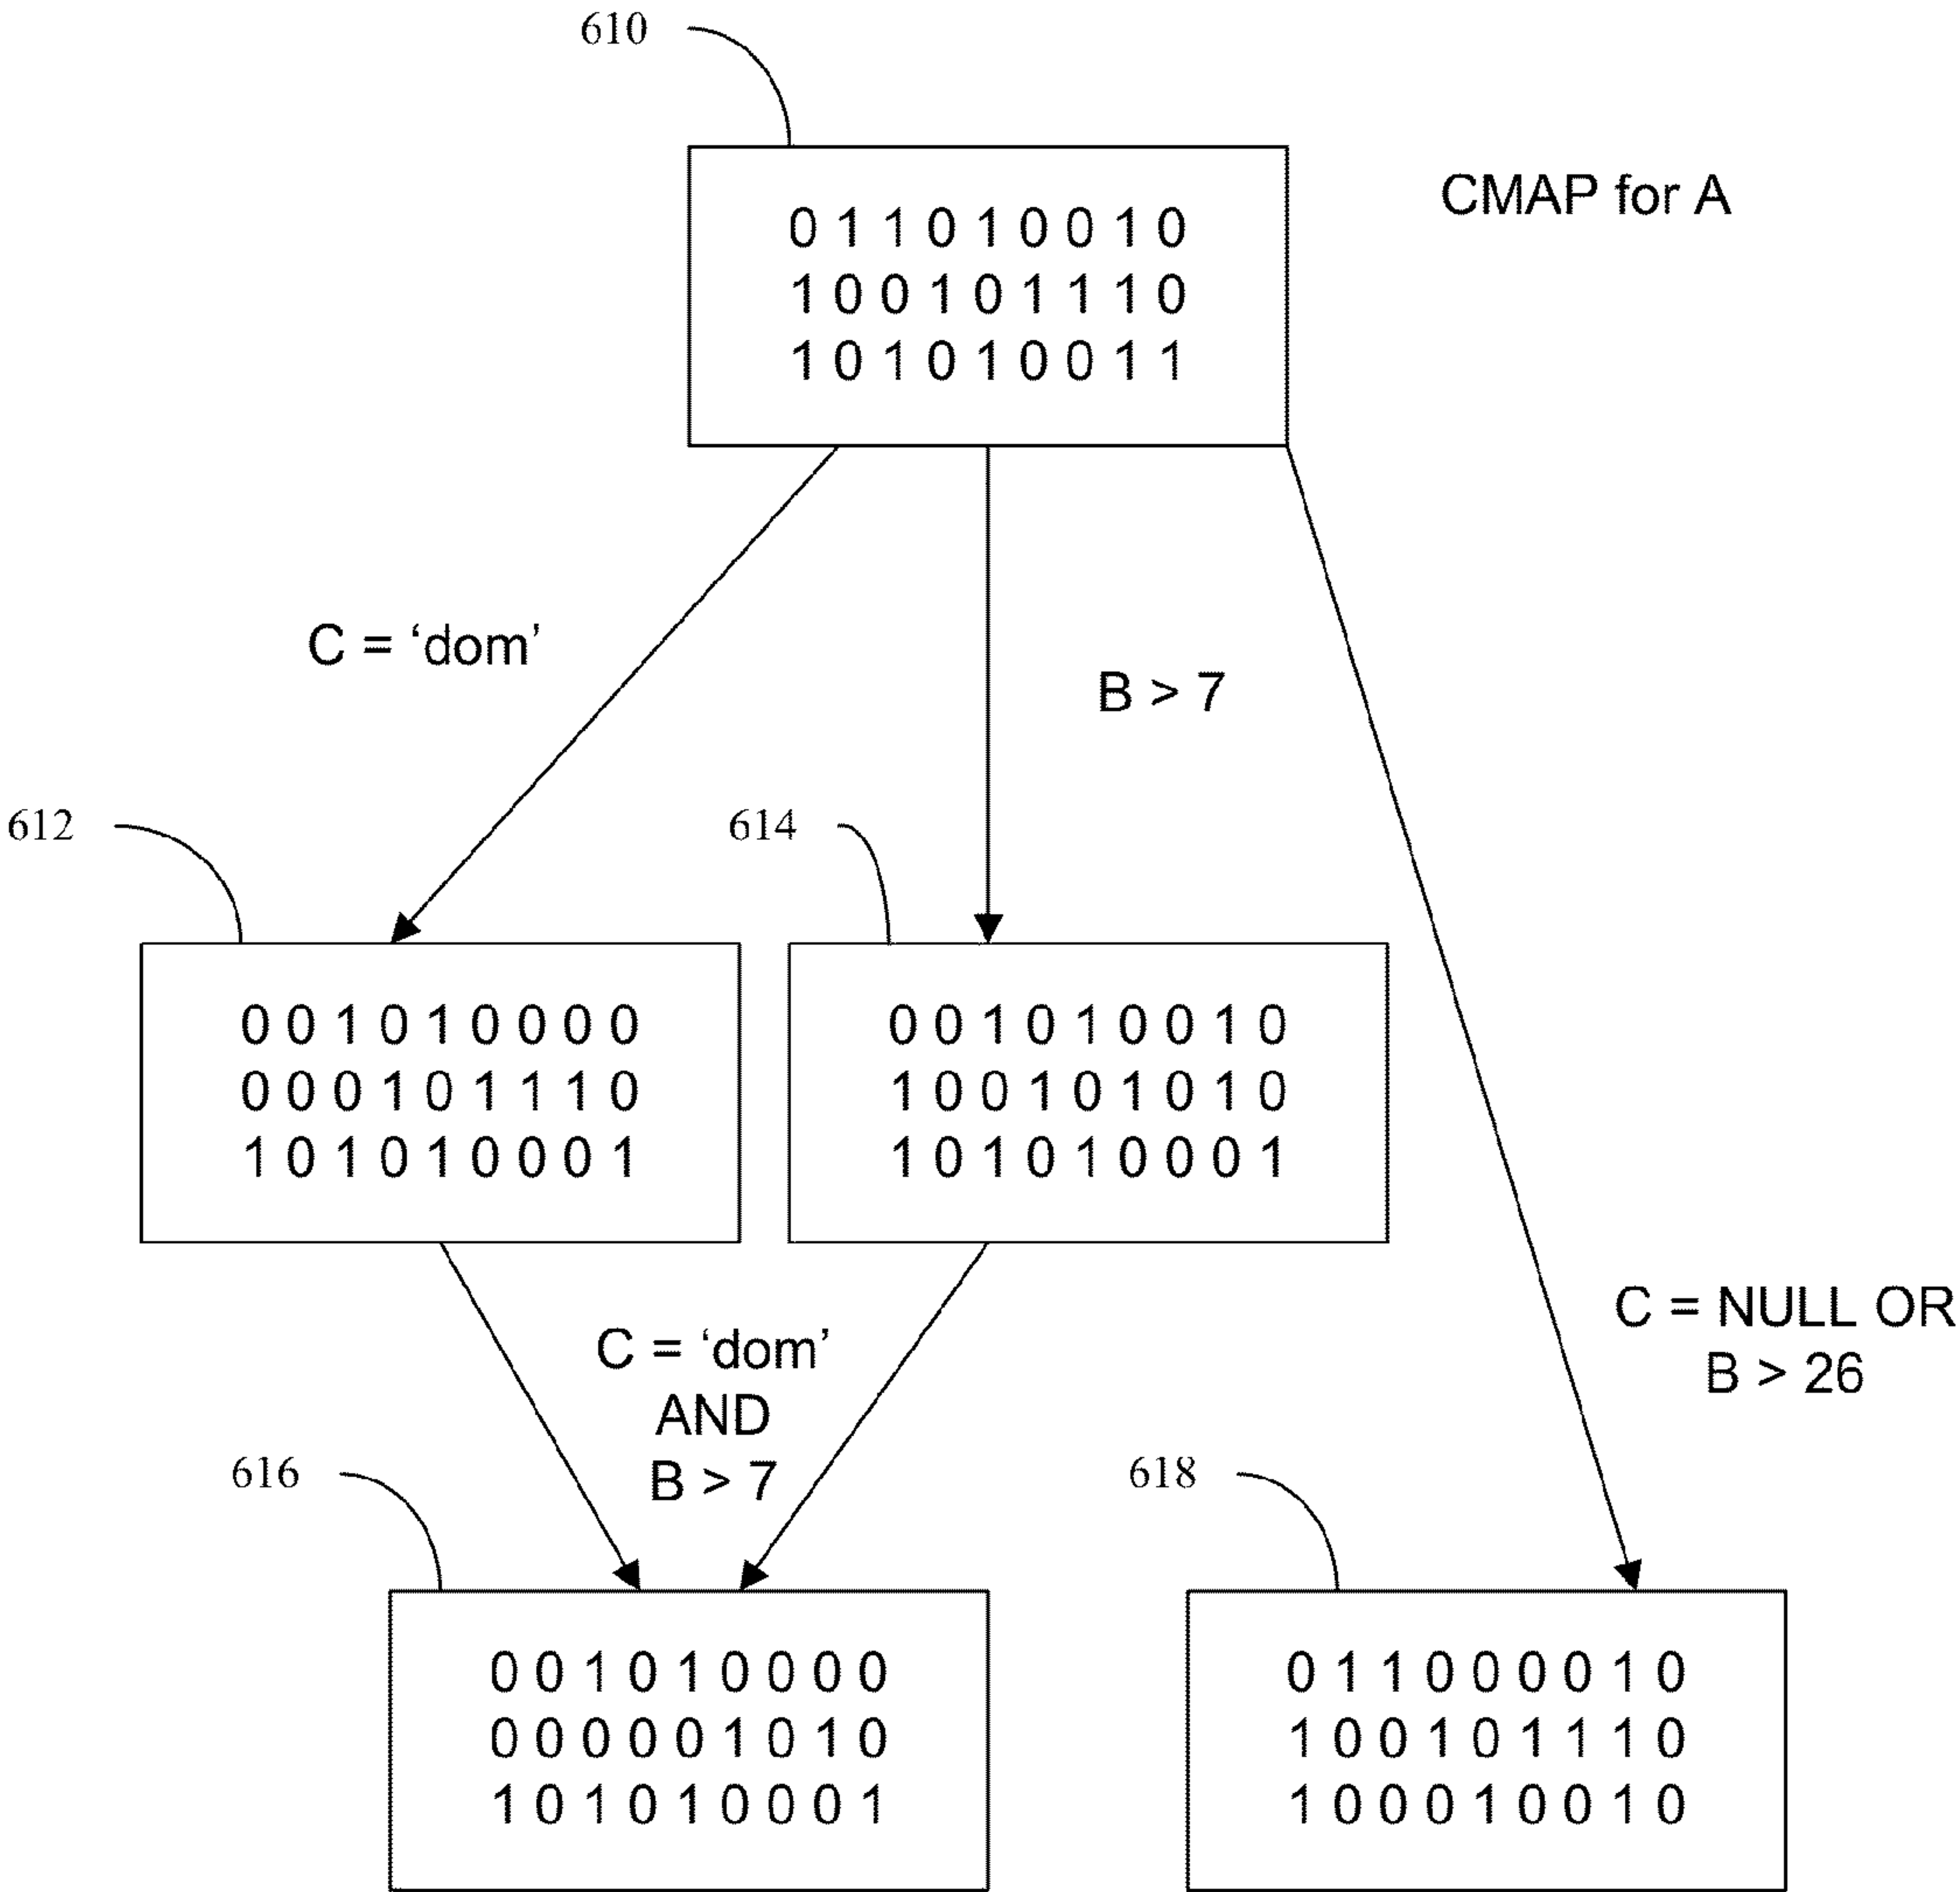 610
CMAP for A
0 1 1 0 1 0 0 1 0
1 0 0 1 0 1 1 1 0
1 0 1 0 1 0 0 1 1
C = ‘dom’
B > 7
612
614
0 0 1 0 1 0 0 0 0
0 0 0 1 0 1 1 1 0
1 0 1 0 1 0 0 0 1
0 0 1 0 1 0 0 1 0
1 0 0 1 0 1 0 1 0
1 0 1 0 1 0 0 0 1
C = ‘dom’
AND
B > 7
C = NULL OR
B > 26
616
618
0 0 1 0 1 0 0 0 0
0 0 0 0 0 1 0 1 0
1 0 1 0 1 0 0 0 1
0 1 1 0 0 0 0 1 0
1 0 0 1 0 1 1 1 0
1 0 0 0 1 0 0 1 0